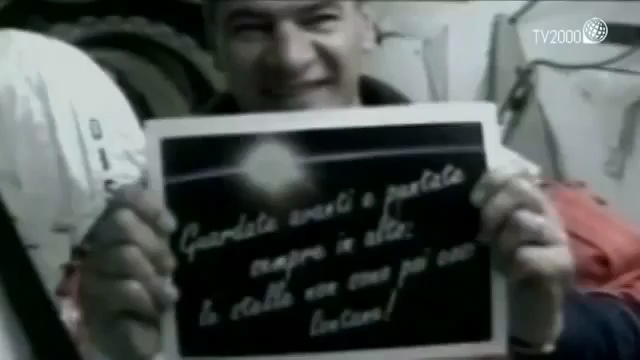 TV2000
Guardate avanti e puntate
sempre in alto:
le stelle non sono poi così
lontane!